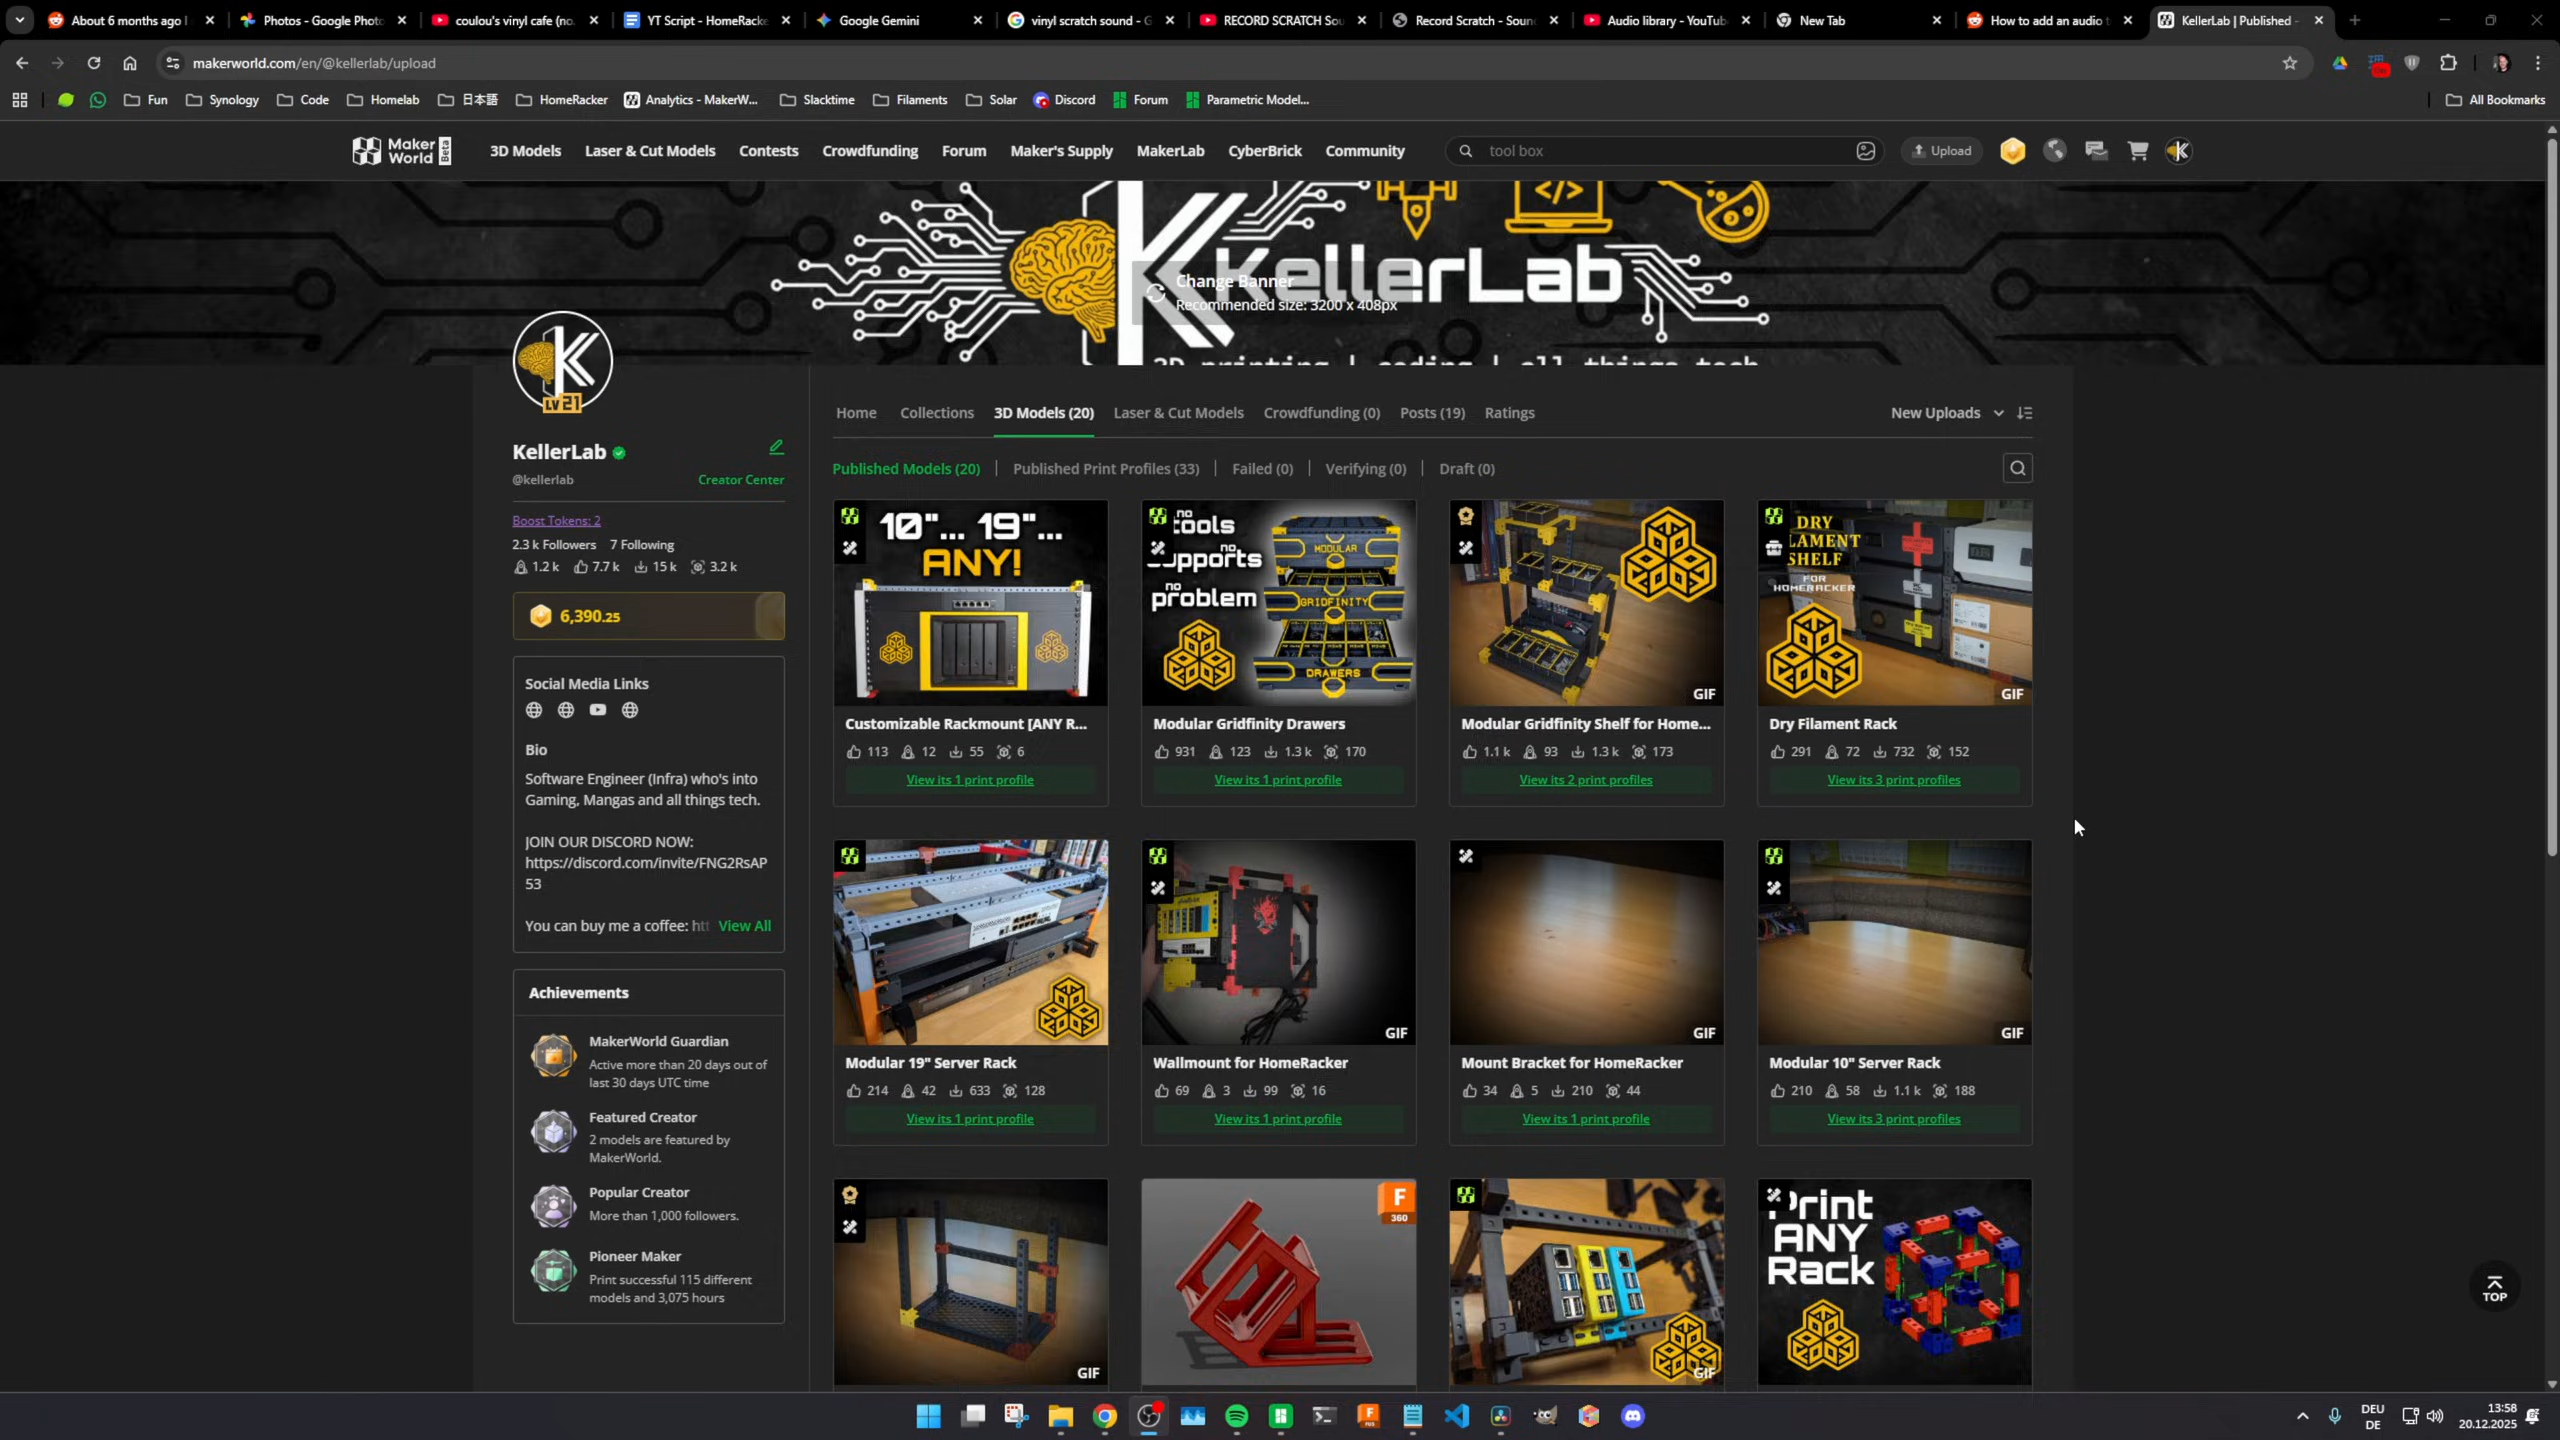 About 6 months ago I
Photos - Google Photo
coulou's vinyl cafe (no.
YT Script - HomeRacke
Google Gemini
vinyl scratch sound - G
RECORD SCRATCH Sou
Record Scratch - Soun
Audio library - YouTub
New Tab
How to add an audio t
KellerLab | Published -
makerworld.com/en/@kellerlab/upload
Fun
Synology
Code
Homelab
日本語
HomeRacker
Analytics - MakerW...
Slacktime
Filaments
Solar
Discord
Forum
Parametric Model...
All Bookmarks
Maker World Beta
3D Models
Laser & Cut Models
Contests
Crowdfunding
Forum
Maker's Supply
MakerLab
CyberBrick
Community
tool box
Upload
KellerLab
Change Banner
Recommended size: 3200 x 408px
3D printing | coding | all things tech
LV21
KellerLab
@kellerlab
Creator Center
Boost Tokens: 2
2.3 k Followers 7 Following
1.2 k 7.7 k 15 k 3.2 k
6,390.25
Social Media Links
Bio
Software Engineer (Infra) who's into
Gaming, Mangas and all things tech.
JOIN OUR DISCORD NOW:
https://discord.com/invite/FNG2RsAP
53
You can buy me a coffee: htt View All
Achievements
MakerWorld Guardian
Active more than 20 days out of
last 30 days UTC time
Featured Creator
2 models are featured by
MakerWorld.
Popular Creator
More than 1,000 followers.
Pioneer Maker
Print successful 115 different
models and 3,075 hours
Home
Collections
3D Models (20)
Laser & Cut Models
Crowdfunding (0)
Posts (19)
Ratings
New Uploads
Published Models (20)
Published Print Profiles (33)
Failed (0)
Verifying (0)
Draft (0)
10"... 19"...
ANY!
Customizable Rackmount [ANY R...
113 12 55 6
View its 1 print profile
no
tools
no
upports
no
problem
MODULAR
GRIDFINITY
DRAWERS
Modular Gridfinity Drawers
931 123 1.3 k 170
View its 1 print profile
GIF
Modular Gridfinity Shelf for Home...
1.1 k 93 1.3 k 173
View its 2 print profiles
DRY
LAMENT
SHELF
FOR
HOMERACKER
GIF
Dry Filament Rack
291 72 732 152
View its 3 print profiles
Modular 19" Server Rack
214 42 633 128
View its 1 print profile
GIF
Wallmount for HomeRacker
69 3 99 16
View its 1 print profile
GIF
Mount Bracket for HomeRacker
34 5 210 44
View its 1 print profile
GIF
Modular 10" Server Rack
210 58 1.1 k 188
View its 3 print profiles
GIF
F
360
GIF
Print
ANY
Rack
TOP
DEU
DE
13:58
20.12.2025